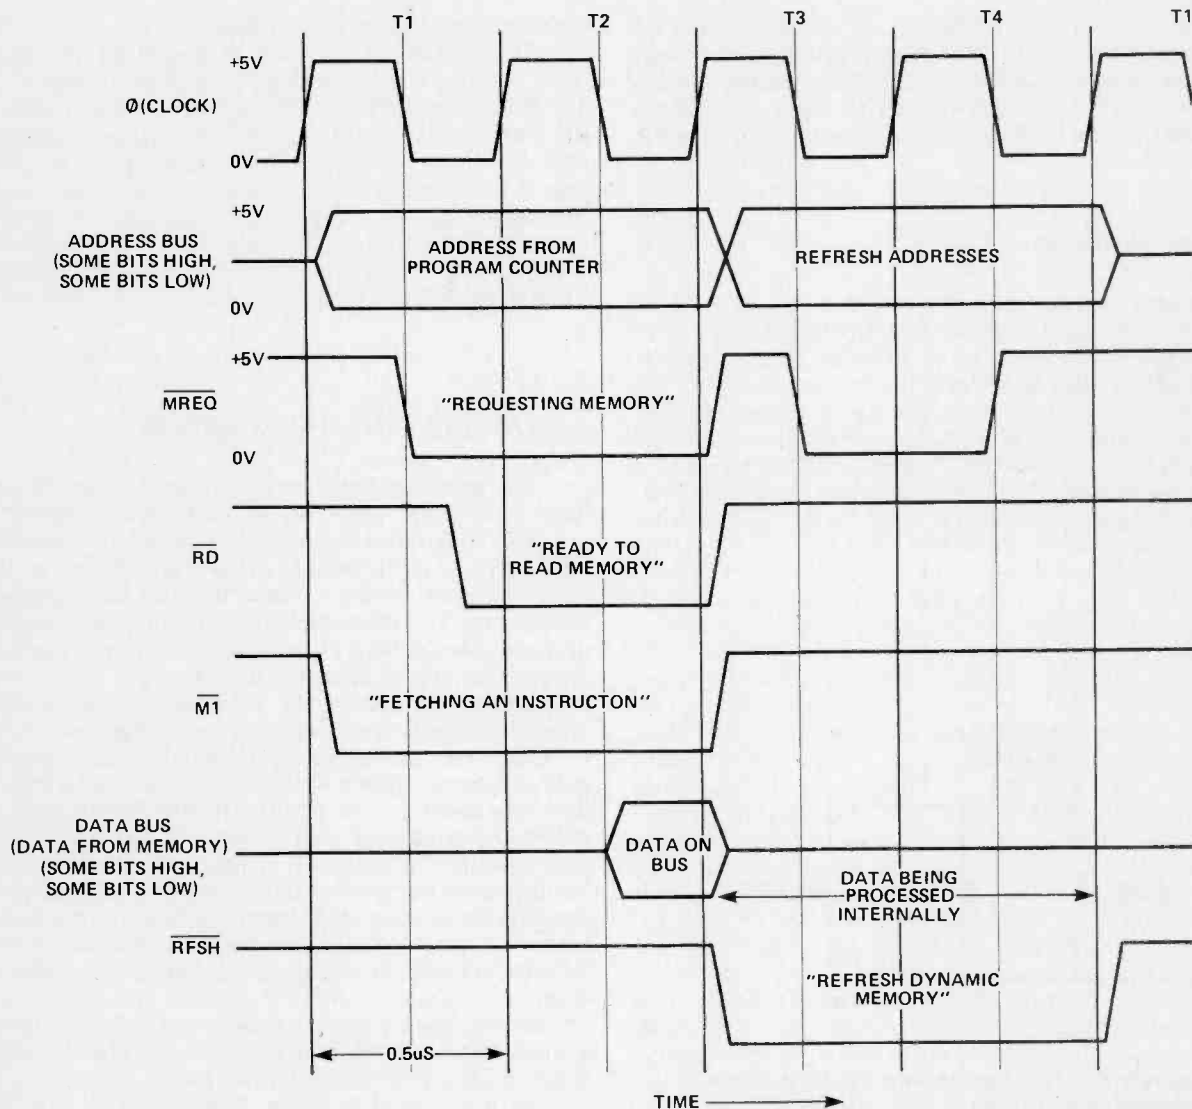 T1 T2 T3 T4 T1
+5V
Ø(CLOCK)
0V
+5V
ADDRESS BUS
(SOME BITS HIGH,
SOME BITS LOW)
ADDRESS FROM
PROGRAM COUNTER
REFRESH ADDRESSES
0V
+5V
MREQ
"REQUESTING MEMORY"
0V
RD
"READY TO
READ MEMORY"
M1
"FETCHING AN INSTRUCTON"
DATA BUS
(DATA FROM MEMORY)
(SOME BITS HIGH,
SOME BITS LOW)
DATA ON
BUS
DATA BEING
PROCESSED
INTERNALLY
RFSH
"REFRESH DYNAMIC
MEMORY"
0.5uS
TIME